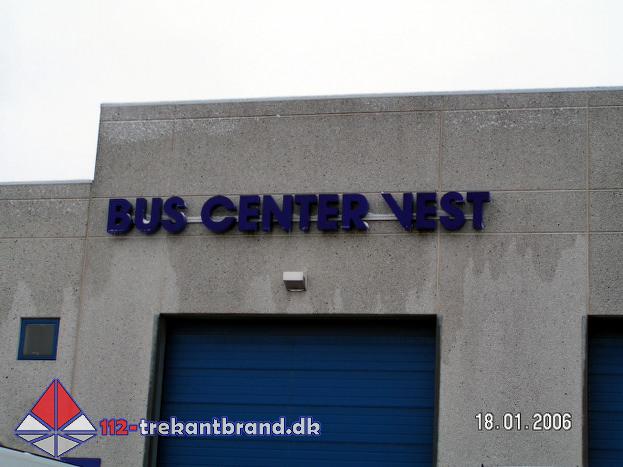 BUS CENTER VEST
112-trekantbrand.dk
18.01.2006